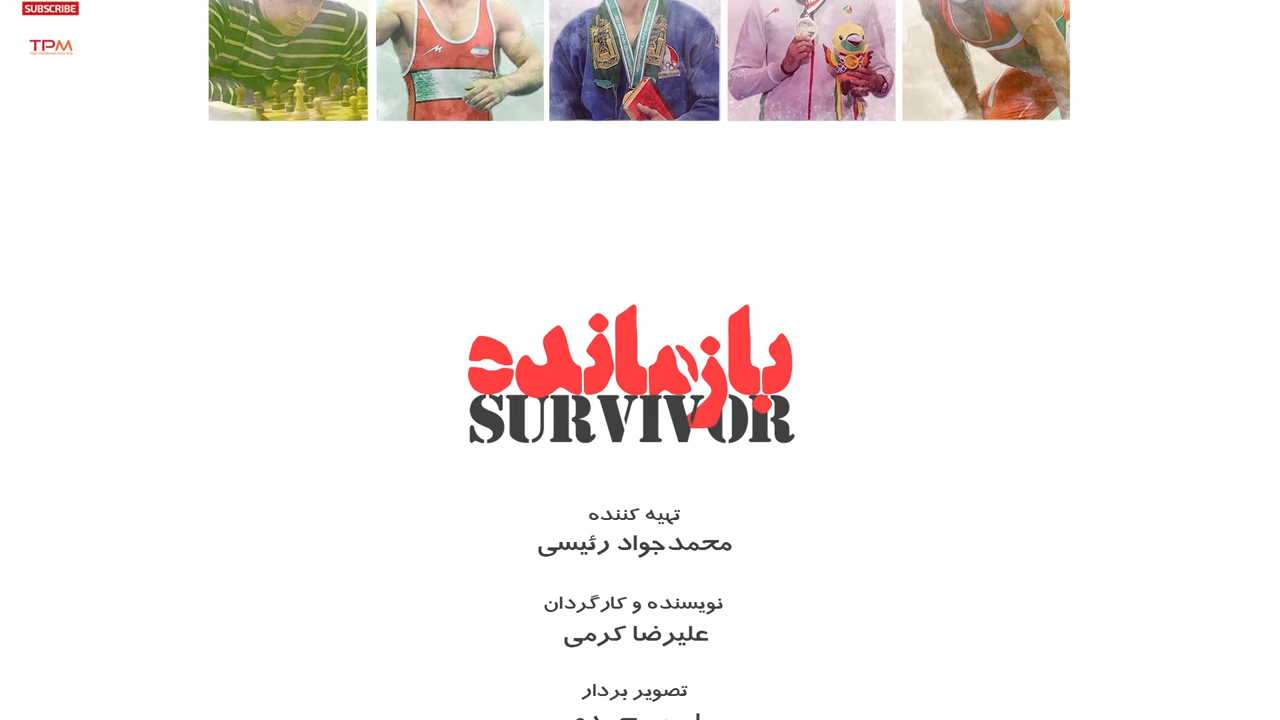 SUBSCRIBE
TPM
بازمانده
SURVIVOR
تهیه کننده
محمدجواد رئیسی
نویسنده و کارگردان
علیرضا کرمی
تصویر بردار